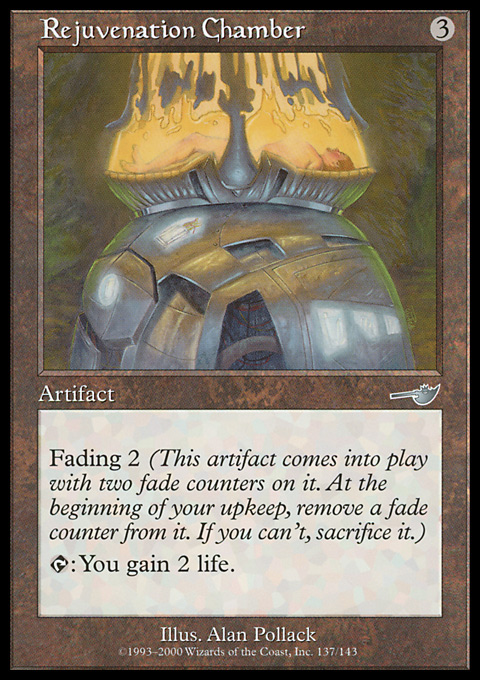 Rejuvenation Chamber 3
Artifact
Fading 2 (This artifact comes into play
with two fade counters on it. At the
beginning of your upkeep, remove a fade
counter from it. If you can't, sacrifice it.)
:You gain 2 life.
Illus. Alan Pollack
©1993–2000 Wizards of the Coast, Inc. 137/143